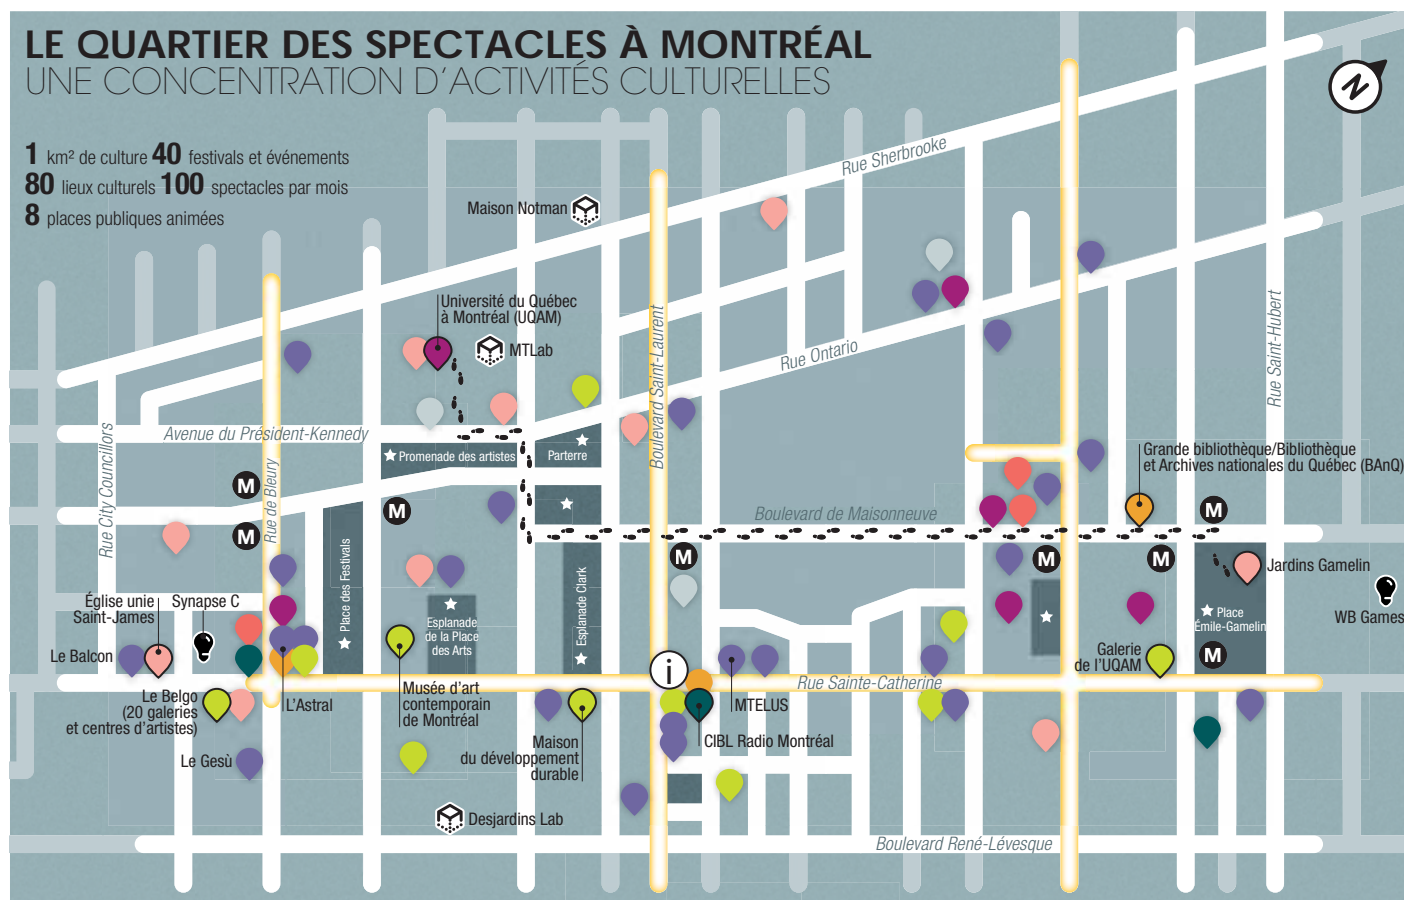 LE QUARTIER DES SPECTACLES À MONTRÉAL
UNE CONCENTRATION D'ACTIVITÉS CULTURELLES
1 km² de culture 40 festivals et événements
80 lieux culturels 100 spectacles par mois
8 places publiques animées
N
Rue Sherbrooke
Maison Notman
Université du Québec
à Montréal (UQAM)
MTLab
Rue Ontario
Boulevard Saint-Laurent
Rue Saint-Hubert
Avenue du Président-Kennedy
Rue City Councillors
Rue de Bleury
Promenade des artistes
Parterre
Grande bibliothèque/Bibliothèque
et Archives nationales du Québec (BAnQ)
M
M
M
M
M
M
M
M
Boulevard de Maisonneuve
Place des Festivals
Esplanade Clark
Esplanade
de la Place
des Arts
Jardins Gamelin
WB Games
Place
Émile-Gamelin
Église unie
Saint-James
Synapse C
Le Balcon
Galerie
de l'UQAM
i
Rue Sainte-Catherine
Le Belgo
(20 galeries
et centres d'artistes)
L'Astral
Musée d'art
contemporain
de Montréal
MTELUS
CIBL Radio Montréal
Maison
du développement
durable
Le Gesù
Desjardins Lab
Boulevard René-Lévesque